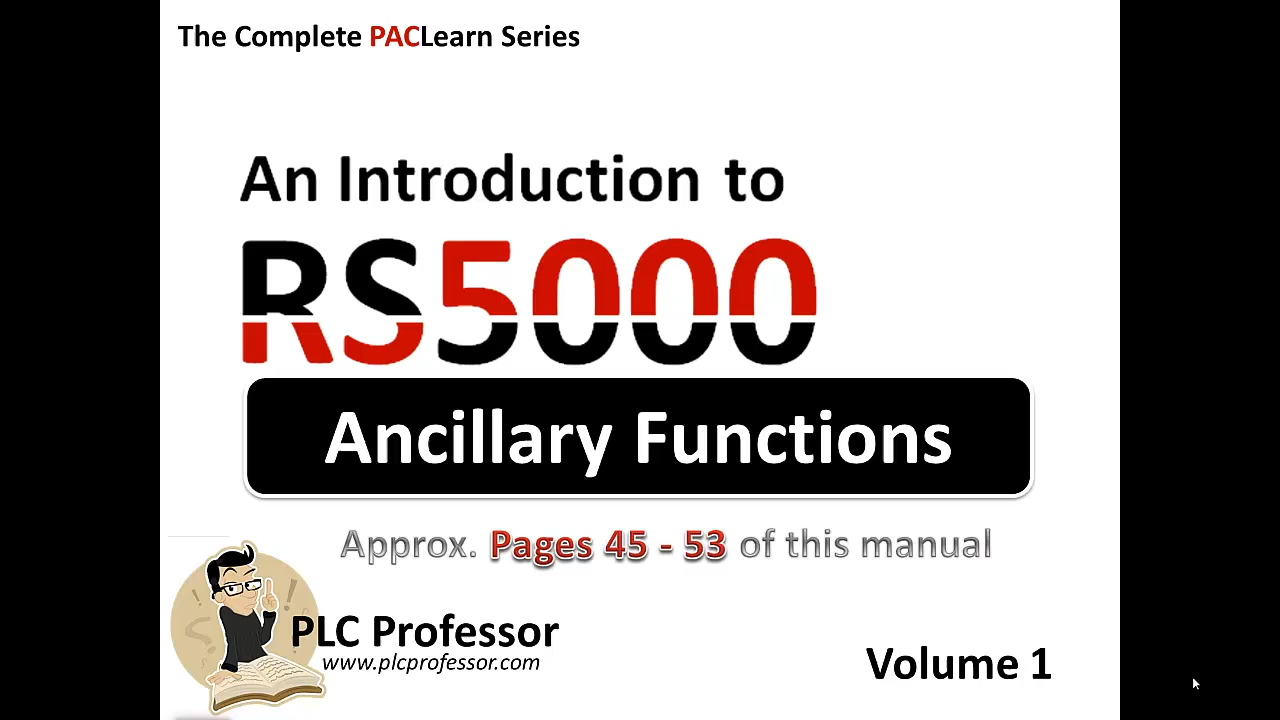 The Complete PACLearn Series
An Introduction to
RS5000
Ancillary Functions
Approx. Pages 45 - 53 of this manual
PLC Professor
www.plcprofessor.com
Volume 1